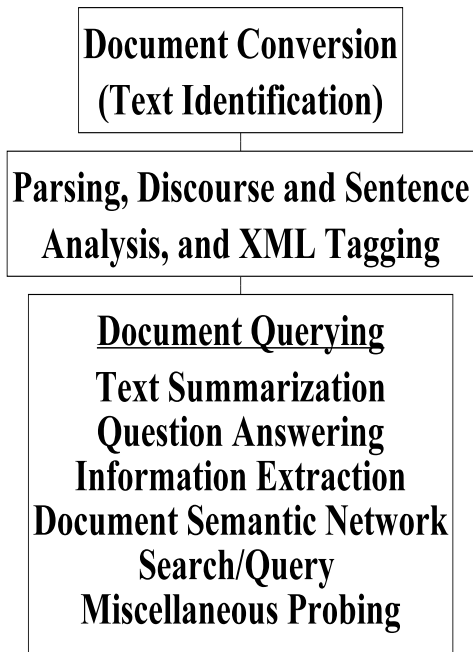 Document Conversion
(Text Identification)
Parsing, Discourse and Sentence
Analysis, and XML Tagging
Document Querying
Text Summarization
Question Answering
Information Extraction
Document Semantic Network
Search/Query
Miscellaneous Probing